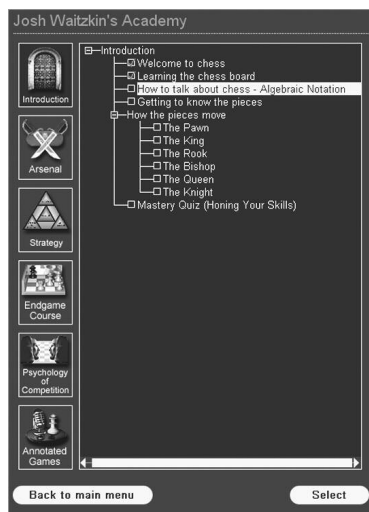 Josh Waitzkin's Academy
Introduction
Arsenal
Strategy
Endgame
Course
Psychology
of
Competition
Annotated
Games
Introduction
Welcome to chess
Learning the chess board
How to talk about chess - Algebraic Notation
Getting to know the pieces
How the pieces move
The Pawn
The King
The Rook
The Bishop
The Queen
The Knight
Mastery Quiz (Honing Your Skills)
Back to main menu
Select